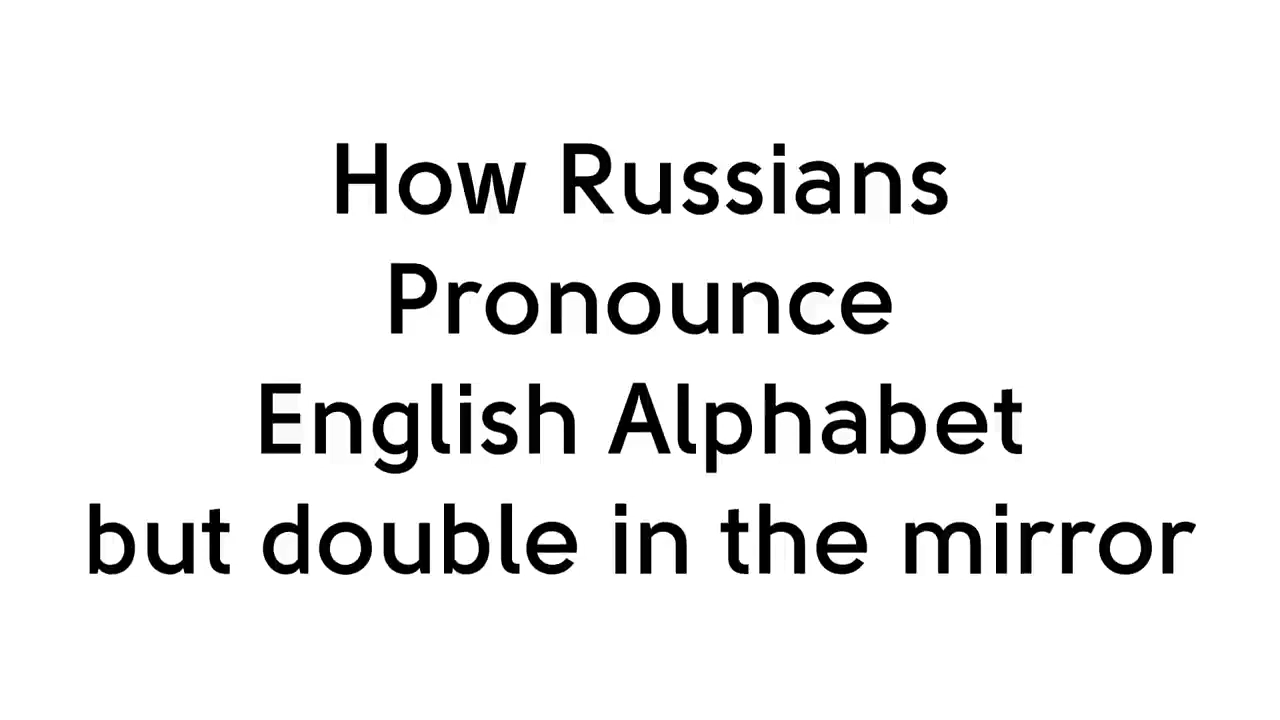 How Russians
Pronounce
English Alphabet
but double in the mirror